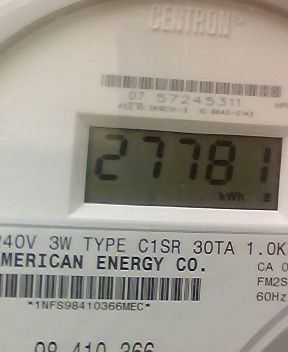 CENTRON®
07 57245311
27781
kWh
240V 3W TYPE C1SR 30TA 1.0K
AMERICAN ENERGY CO.
CA 0
FM2S
60Hz
*1NFS98410366MEC*
98 410 366